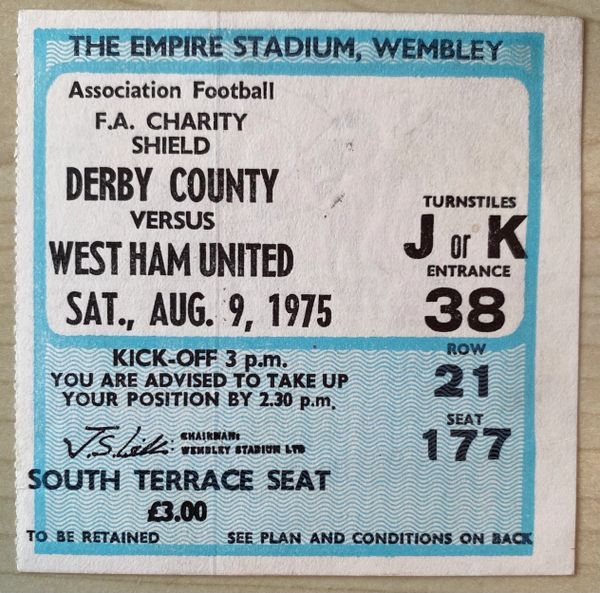 THE EMPIRE STADIUM, WEMBLEY
Association Football
F.A. CHARITY
SHIELD
DERBY COUNTY
VERSUS
WEST HAM UNITED
SAT., AUG. 9, 1975
TURNSTILES
J or K
ENTRANCE
38
ROW
21
SEAT
177
KICK-OFF 3 p.m.
YOU ARE ADVISED TO TAKE UP
YOUR POSITION BY 2.30 p.m.
CHAIRMAN:
WEMBLEY STADIUM LTD
SOUTH TERRACE SEAT
£3.00
TO BE RETAINED SEE PLAN AND CONDITIONS ON BACK